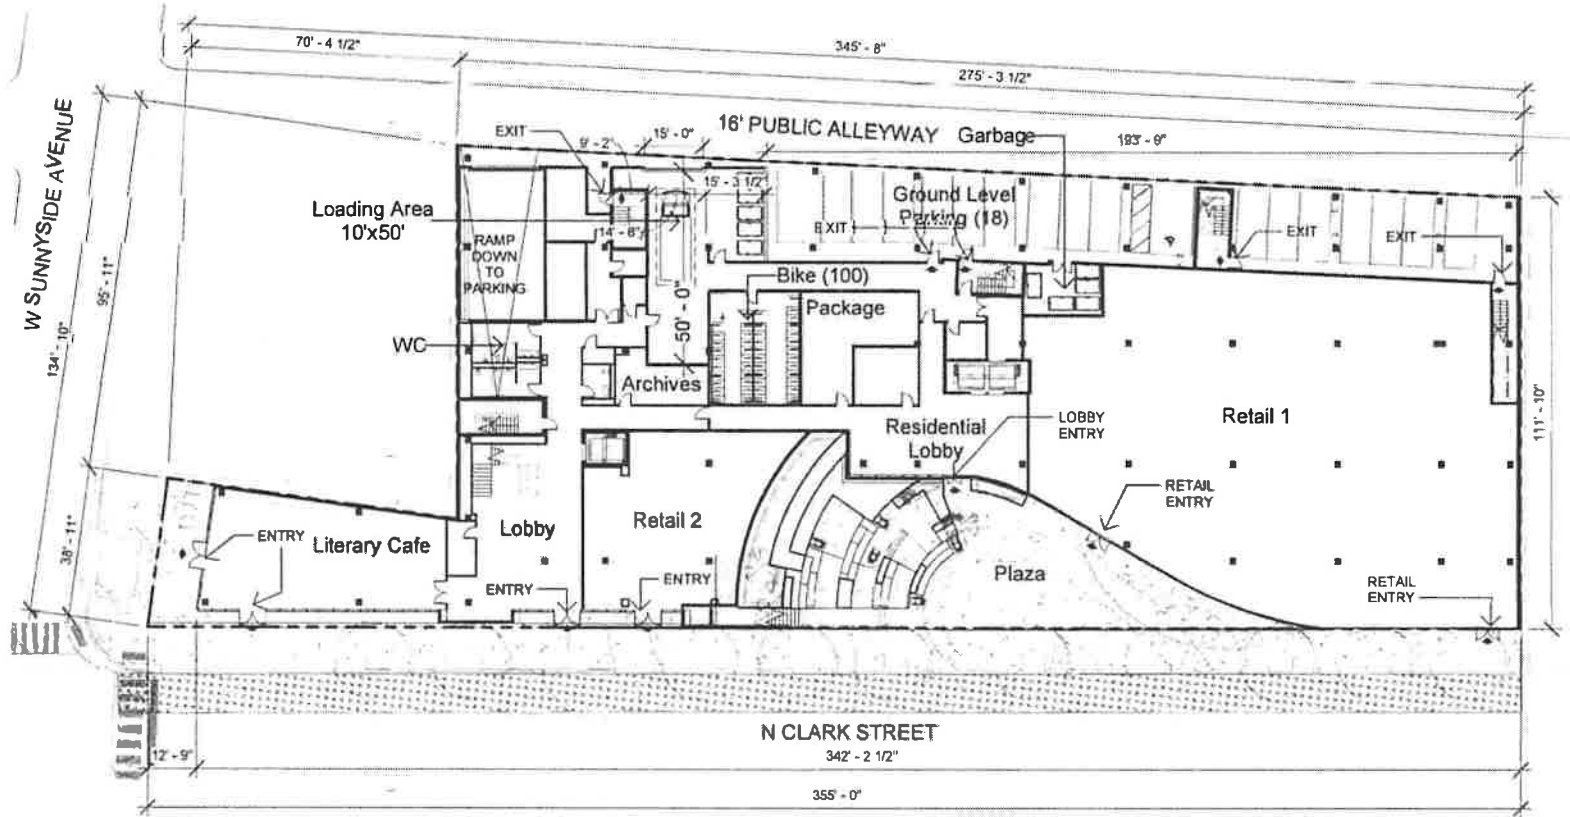 345' - 8"
70' - 4 1/2"
275' - 3 1/2"
16' PUBLIC ALLEYWAY
Garbage
193' - 9"
EXIT
9' - 2"
15' - 0"
15' - 3 1/2"
W SUNNYSIDE AVENUE
134' - 10"
95' - 11"
38' - 11"
Loading Area
10'x50'
14' - 8"
RAMP
DOWN
TO
PARKING
Ground Level
Parking (18)
EXIT
EXIT
EXIT
Bike (100)
Package
50' - 0"
WC
Archives
111' - 10"
Residential
Lobby
LOBBY
ENTRY
Retail 1
RETAIL
ENTRY
ENTRY
Literary Cafe
Lobby
Retail 2
ENTRY
ENTRY
Plaza
RETAIL
ENTRY
N CLARK STREET
12' - 9"
342' - 2 1/2"
355' - 0"